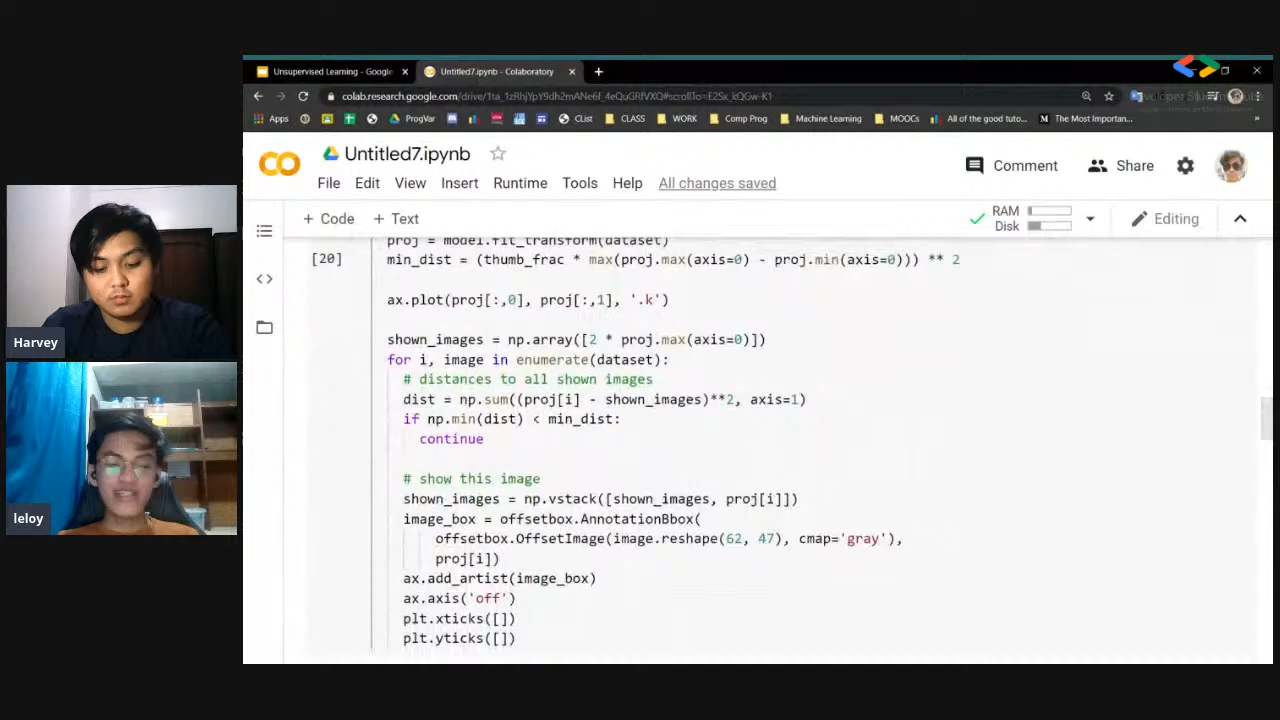 Unsupervised Learning - Google
Untitled7.ipynb - Colaboratory
Apps
ProgVar
CList
CLASS
WORK
Comp Prog
Machine Learning
MOOCs
All of the good tuto...
The Most Importan...
Untitled7.ipynb
Comment
Share
File Edit View Insert Runtime Tools Help All changes saved
+ Code + Text
RAM
Disk
Editing
proj = model.fit_transform(dataset)
[20]
min_dist = (thumb_frac * max(proj.max(axis=0) - proj.min(axis=0))) ** 2
ax.plot(proj[:,0], proj[:,1], '.k')
shown_images = np.array([2 * proj.max(axis=0)])
for i, image in enumerate(dataset):
# distances to all shown images
dist = np.sum((proj[i] - shown_images)**2, axis=1)
if np.min(dist) < min_dist:
continue
# show this image
shown_images = np.vstack([shown_images, proj[i]])
image_box = offsetbox.AnnotationBbox(
offsetbox.OffsetImage(image.reshape(62, 47), cmap='gray'),
proj[i])
ax.add_artist(image_box)
ax.axis('off')
plt.xticks([])
plt.yticks([])
Harvey
leloy